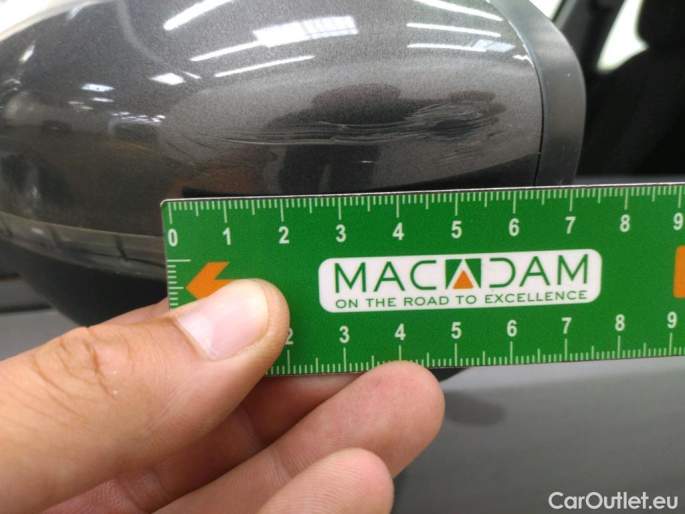 0 1 2 3 4 5 6 7 8 9
MACADAM
ON THE ROAD TO EXCELLENCE
2 3 4 5 6 7 8 9
CarOutlet.eu